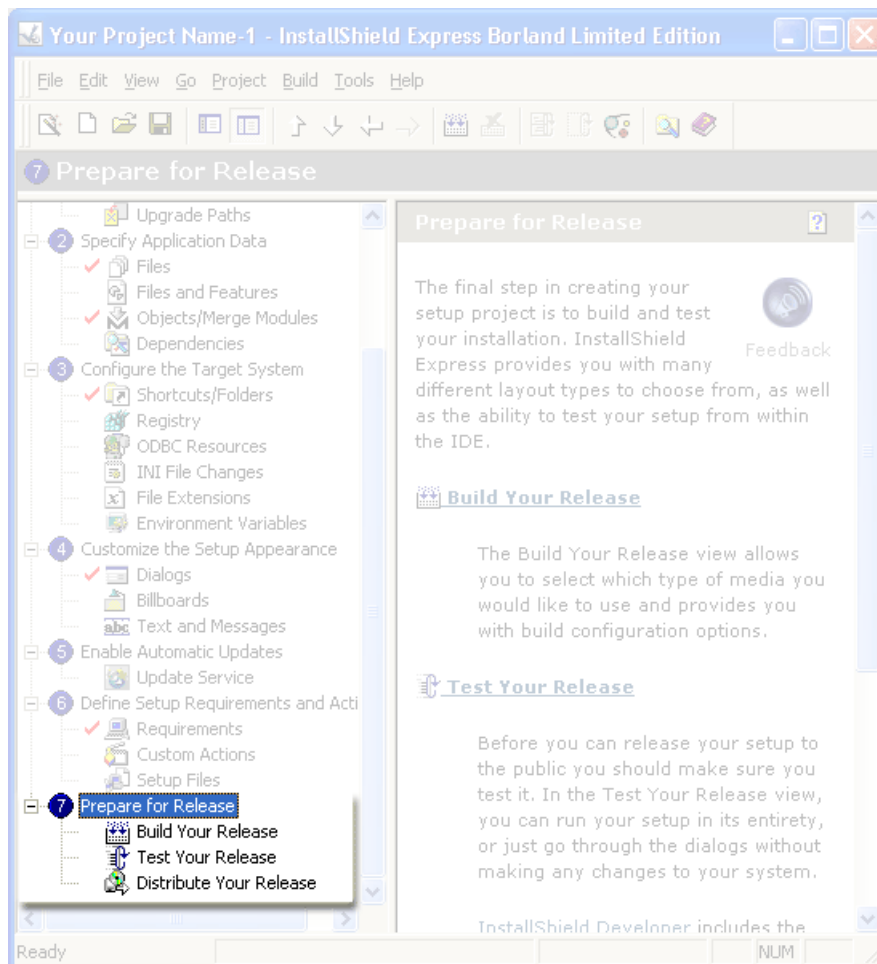 Your Project Name-1 - InstallShield Express Borland Limited Edition
File Edit View Go Project Build Tools Help
7 Prepare for Release
Upgrade Paths
2 Specify Application Data
Files
Files and Features
Objects/Merge Modules
Dependencies
3 Configure the Target System
Shortcuts/Folders
Registry
ODBC Resources
INI File Changes
File Extensions
Environment Variables
4 Customize the Setup Appearance
Dialogs
Billboards
abc Text and Messages
5 Enable Automatic Updates
Update Service
6 Define Setup Requirements and Acti
Requirements
Custom Actions
Setup Files
7 Prepare for Release
Build Your Release
Test Your Release
Distribute Your Release
Prepare for Release
The final step in creating your
setup project is to build and test
your installation. InstallShield
Express provides you with many
different layout types to choose from, as well
as the ability to test your setup from within
the IDE.
Feedback
Build Your Release
The Build Your Release view allows
you to select which type of media you
would like to use and provides you
with build configuration options.
Test Your Release
Before you can release your setup to
the public you should make sure you
test it. In the Test Your Release view,
you can run your setup in its entirety,
or just go through the dialogs without
making any changes to your system.
InstallShield Developer includes the
Ready
NUM